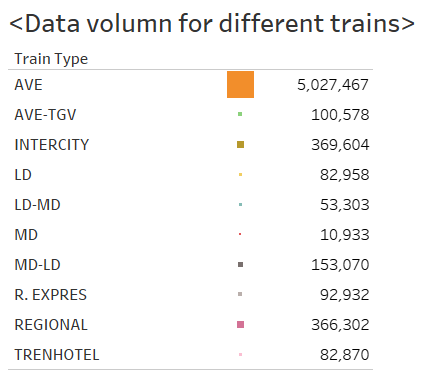 <Data volumn for different trains>
Train Type
AVE 5,027,467
AVE-TGV 100,578
INTERCITY 369,604
LD 82,958
LD-MD 53,303
MD 10,933
MD-LD 153,070
R. EXPRES 92,932
REGIONAL 366,302
TRENHOTEL 82,870